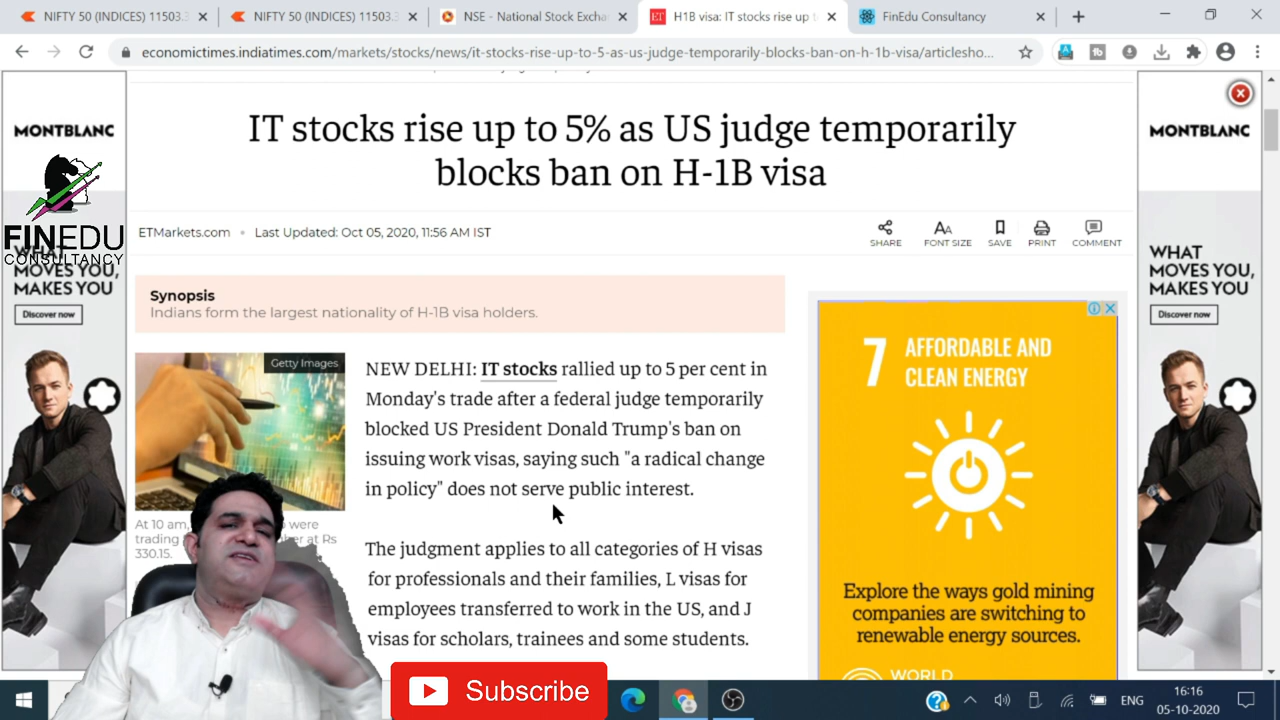 NIFTY 50 (INDICES) 11503.3
NIFTY 50 (INDICES) 11503.3
NSE - National Stock Excha
H1B visa: IT stocks rise up t
FinEdu Consultancy
economictimes.indiatimes.com/markets/stocks/news/it-stocks-rise-up-to-5-as-us-judge-temporarily-blocks-ban-on-h-1b-visa/articlesho...
IT stocks rise up to 5% as US judge temporarily
blocks ban on H-1B visa
ETMarkets.com • Last Updated: Oct 05, 2020, 11:56 AM IST
SHARE
FONT SIZE
SAVE
PRINT
COMMENT
Synopsis
Indians form the largest nationality of H-1B visa holders.
Getty Images
NEW DELHI: IT stocks rallied up to 5 per cent in
Monday's trade after a federal judge temporarily
blocked US President Donald Trump's ban on
issuing work visas, saying such "a radical change
in policy" does not serve public interest.
The judgment applies to all categories of H visas
for professionals and their families, L visas for
employees transferred to work in the US, and J
visas for scholars, trainees and some students.
At 10 am, were
trading at Rs
330.15.
MONTBLANC
FINEDU
CONSULTANCY
WHAT
MOVES YOU,
MAKES YOU
Discover now
MONTBLANC
WHAT
MOVES YOU,
MAKES YOU
Discover now
7 AFFORDABLE AND
CLEAN ENERGY
Explore the ways gold mining
companies are switching to
renewable energy sources.
WORLD
Subscribe
ENG
16:16
05-10-2020